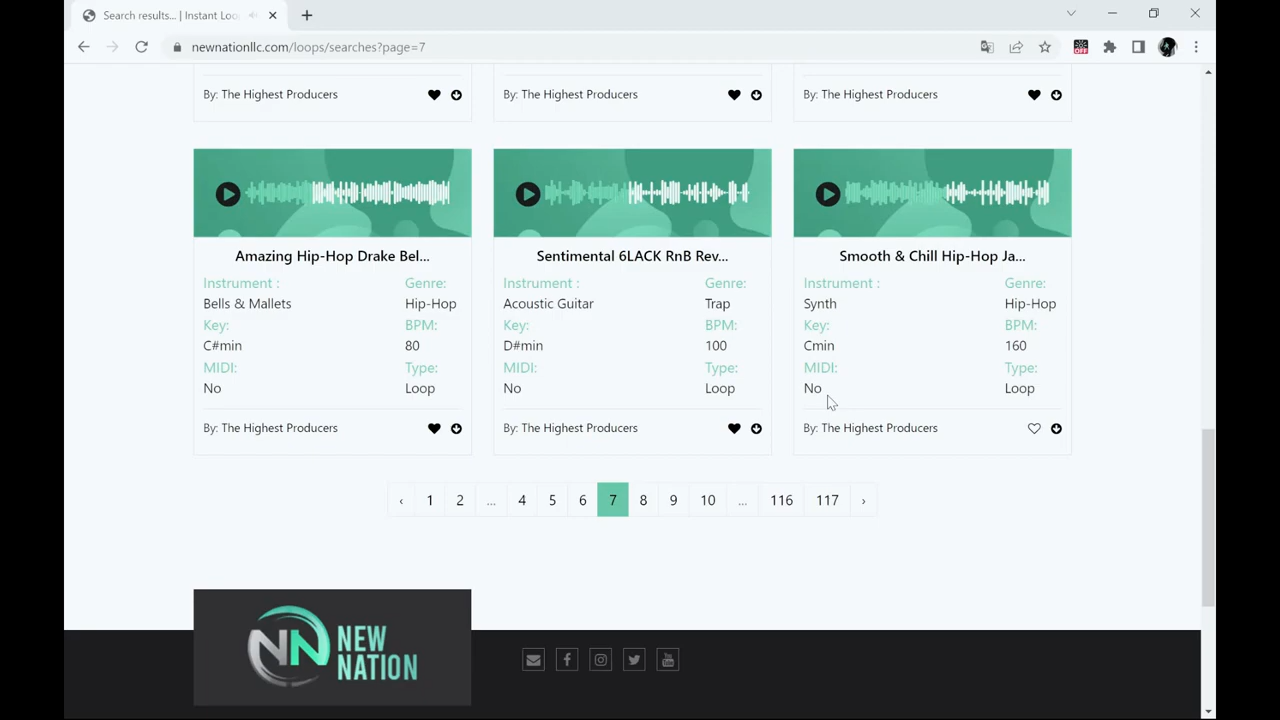 Search results... | Instant Loo
newnationllc.com/loops/searches?page=7
OFF
By: The Highest Producers
By: The Highest Producers
By: The Highest Producers
Amazing Hip-Hop Drake Bel...
Instrument : Genre:
Bells & Mallets Hip-Hop
Key: BPM:
C#min 80
MIDI: Type:
No Loop
By: The Highest Producers
Sentimental 6LACK RnB Rev...
Instrument : Genre:
Acoustic Guitar Trap
Key: BPM:
D#min 100
MIDI: Type:
No Loop
By: The Highest Producers
Smooth & Chill Hip-Hop Ja...
Instrument : Genre:
Synth Hip-Hop
Key: BPM:
Cmin 160
MIDI: Type:
No Loop
By: The Highest Producers
‹ 1 2 ... 4 5 6 7 8 9 10 ... 116 117 ›
NN NEW
NATION
You
Tube